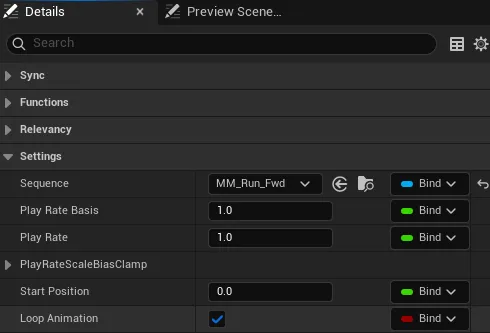 Details Preview Scene...
Search
Sync
Functions
Relevancy
Settings
Sequence MM_Run_Fwd Bind
Play Rate Basis 1.0 Bind
Play Rate 1.0 Bind
PlayRateScaleBiasClamp
Start Position 0.0 Bind
Loop Animation Bind